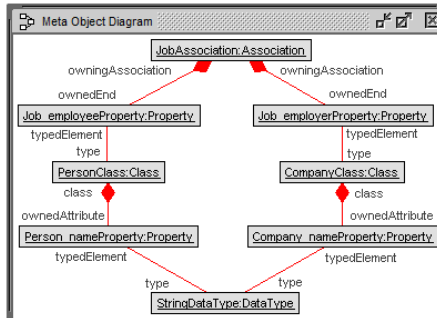 Meta Object Diagram
JobAssociation:Association
owningAssociation owningAssociation
ownedEnd ownedEnd
Job_employeeProperty:Property Job_employerProperty:Property
typedElement typedElement
type type
PersonClass:Class CompanyClass:Class
class class
ownedAttribute ownedAttribute
Person_nameProperty:Property Company_nameProperty:Property
typedElement typedElement
type type
StringDataType:DataType